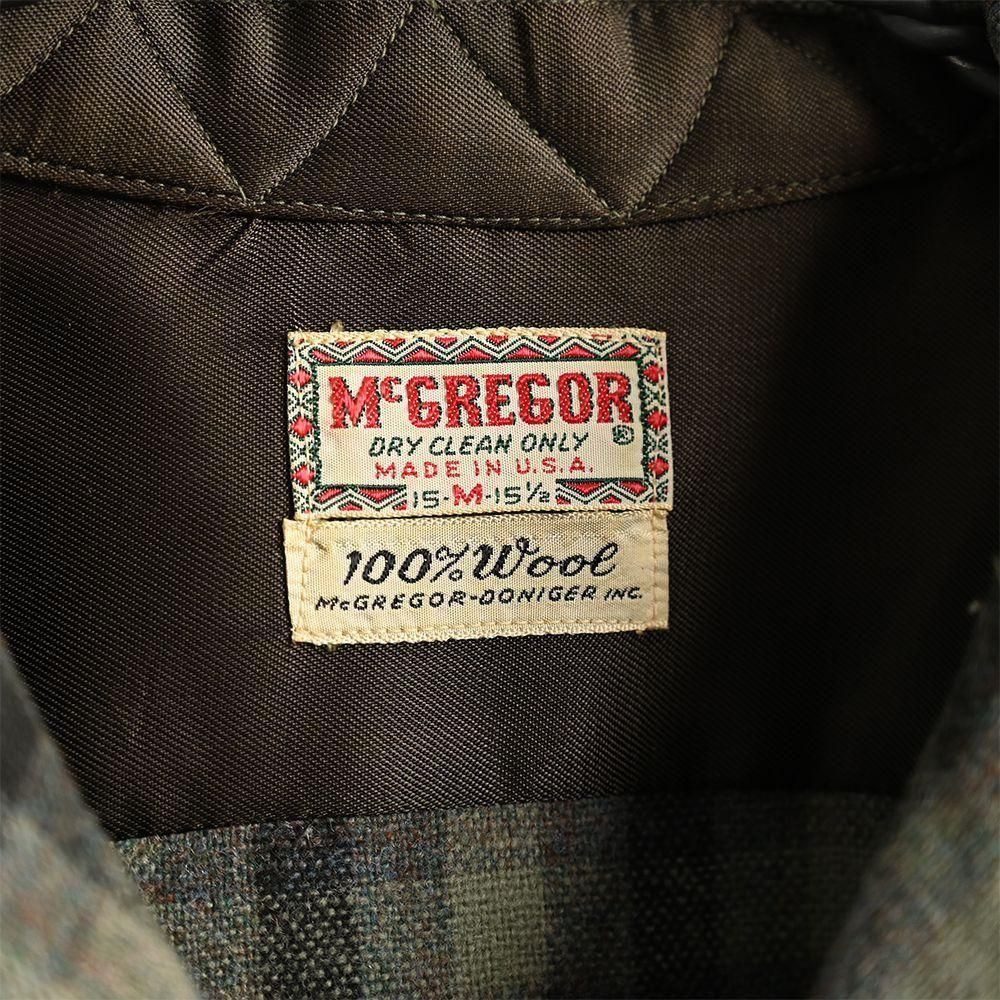 McGREGOR
®
DRY CLEAN ONLY
MADE IN U.S.A.
15-M-15½
100% Wool
McGREGOR-DONIGER INC.